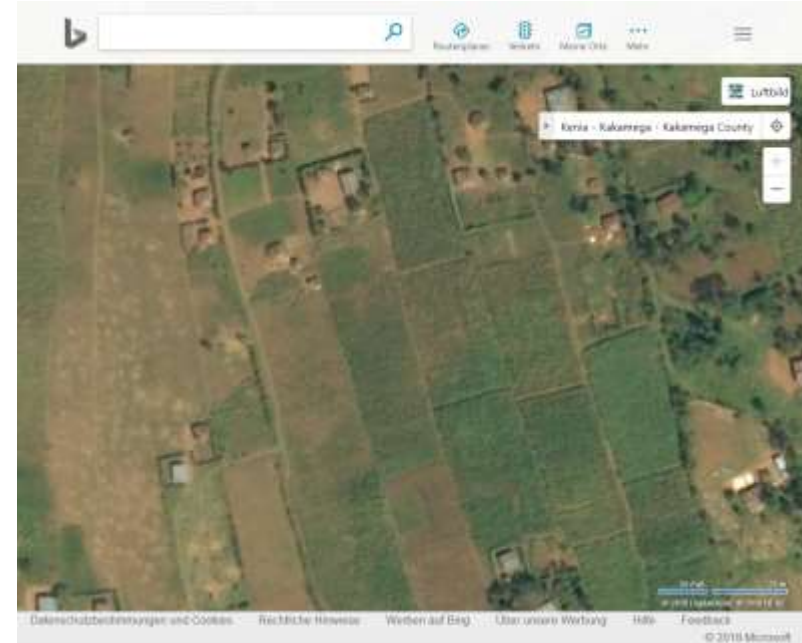 Routenplaner Verkehr Meine Orte Mehr
Luftbild
Kenia - Kakamega - Kakamega County
Datenschutzbestimmungen und Cookies Rechtliche Hinweise Werben auf Bing Über unsere Werbung Hilfe Feedback
© 2018 Microsoft